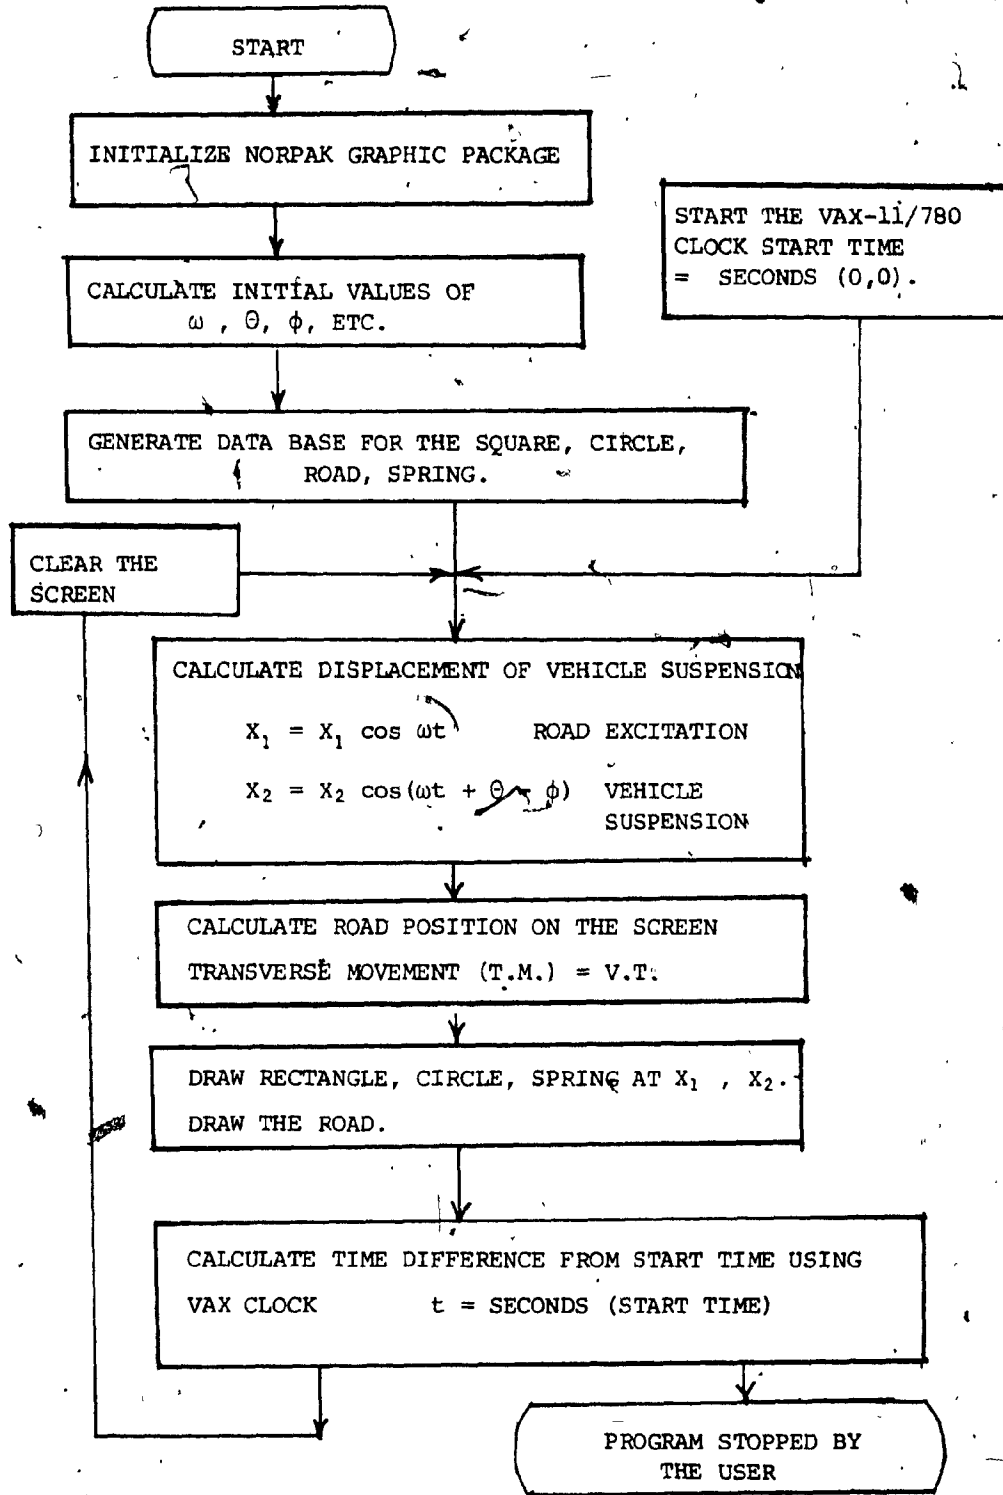 START
INITIALIZE NORPAK GRAPHIC PACKAGE
START THE VAX-11/780
CLOCK START TIME
= SECONDS (0,0).
CALCULATE INITIAL VALUES OF
ω , θ, φ, ETC.
GENERATE DATA BASE FOR THE SQUARE, CIRCLE,
ROAD, SPRING.
CLEAR THE
SCREEN
CALCULATE DISPLACEMENT OF VEHICLE SUSPENSION
X₁ = X₁ cos ωt ROAD EXCITATION
X₂ = X₂ cos(ωt + θ - φ) VEHICLE
SUSPENSION
CALCULATE ROAD POSITION ON THE SCREEN
TRANSVERSE MOVEMENT (T.M.) = V.T.
DRAW RECTANGLE, CIRCLE, SPRING AT X₁ , X₂.
DRAW THE ROAD.
CALCULATE TIME DIFFERENCE FROM START TIME USING
VAX CLOCK t = SECONDS (START TIME)
PROGRAM STOPPED BY
THE USER